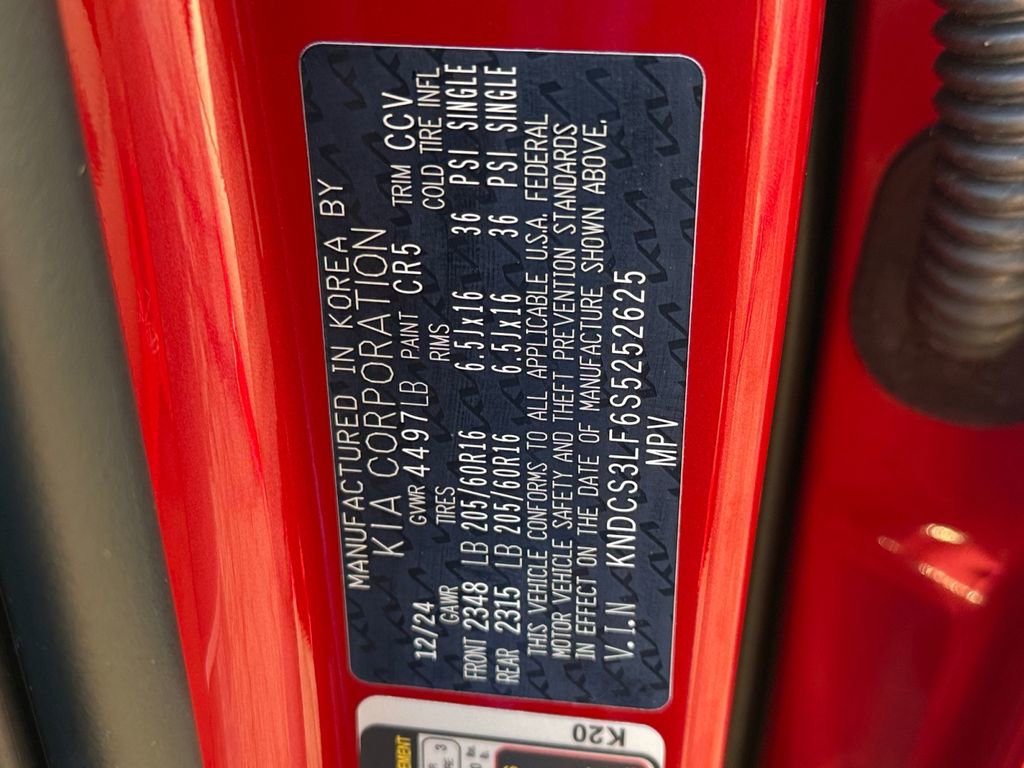 MANUFACTURED IN KOREA BY
KIA CORPORATION
12/24 GVWR 4497LB PAINT CR5 TRIM CCV
GAWR TIRES RIMS COLD TIRE INFL
FRONT 2348 LB 205/60R16 6.5Jx16 36 PSI SINGLE
REAR 2315 LB 205/60R16 6.5Jx16 36 PSI SINGLE
THIS VEHICLE CONFORMS TO ALL APPLICABLE U.S.A. FEDERAL
MOTOR VEHICLE SAFETY AND THEFT PREVENTION STANDARDS
IN EFFECT ON THE DATE OF MANUFACTURE SHOWN ABOVE.
V.I.N KNDCS3LF6S5252625
MPV
K20